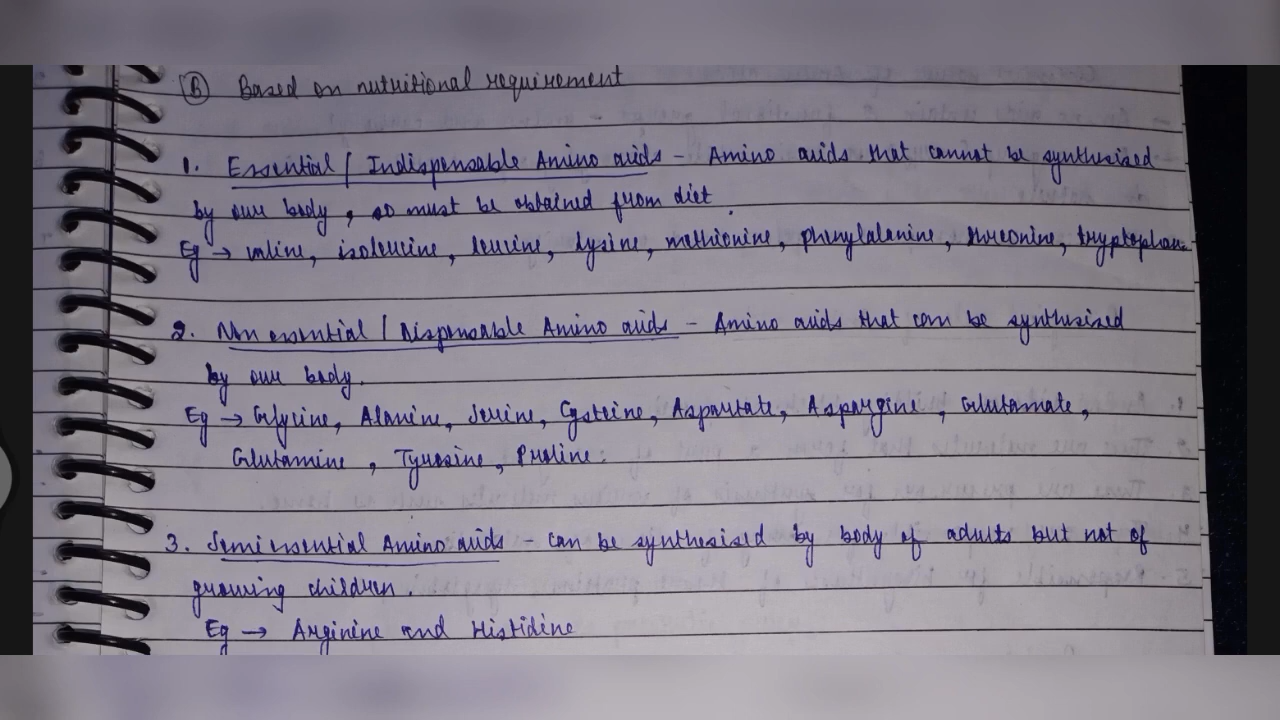 (B) Based on nutritional requirement
1. Essential / Indispensable Amino acids - Amino acids that cannot be synthesised
by our body, so must be obtained from diet.
Eg → valine, isoleucine, leucine, lysine, methionine, phenylalanine, threonine, tryptophan.
2. Non essential / Dispensable Amino acids - Amino acids that can be synthesised
by our body.
Eg → Glycine, Alanine, Serine, Cysteine, Aspartate, Aspargine, Glutamate,
Glutamine, Tyrosine, Proline.
3. Semi essential Amino acids - can be synthesised by body of adults but not of
growing children.
Eg → Arginine and Histidine